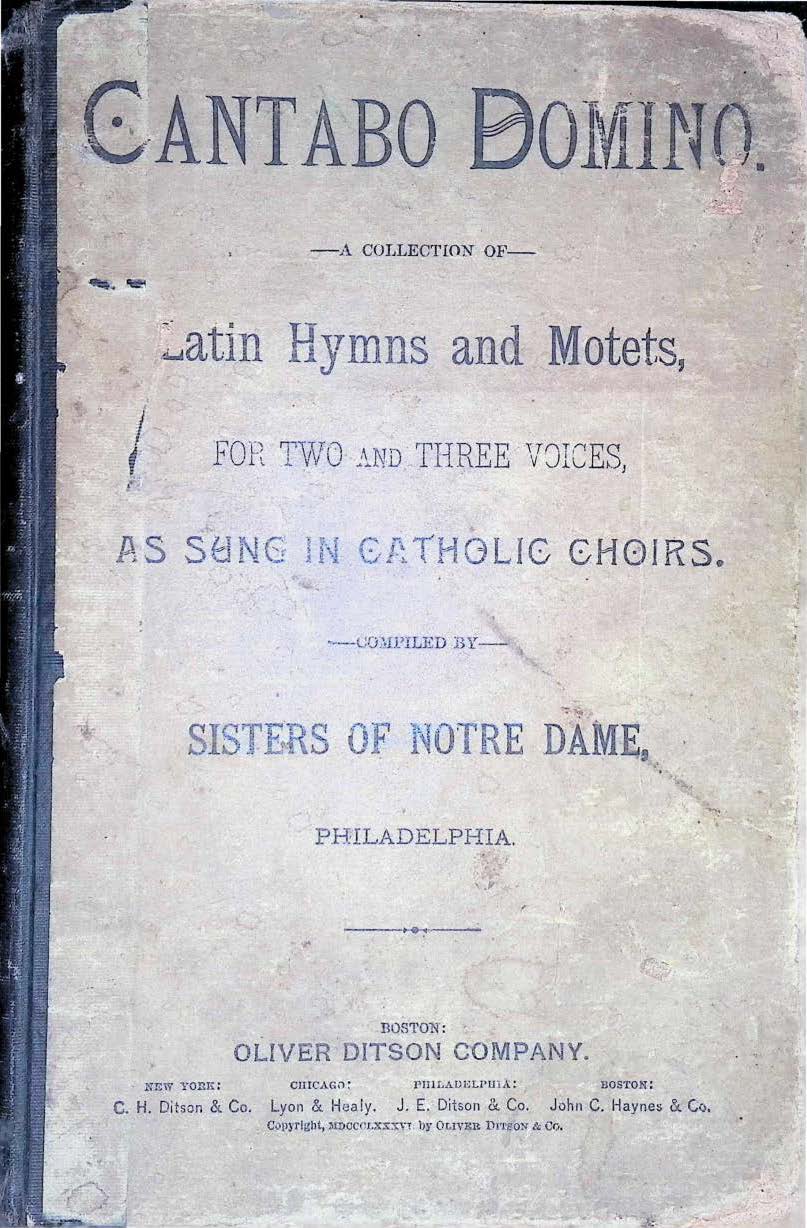 CANTABO DOMINO.
—A COLLECTION OF—
Latin Hymns and Motets,
FOR TWO AND THREE VOICES,
AS SUNG IN CATHOLIC CHOIRS.
—COMPILED BY—
SISTERS OF NOTRE DAME,
PHILADELPHIA.
BOSTON:
OLIVER DITSON COMPANY.
NEW YORK: CHICAGO: PHILADELPHIA: BOSTON:
C. H. Ditson & Co. Lyon & Healy. J. E. Ditson & Co. John C. Haynes & Co.
Copyright, MDCCCLXXXVI by OLIVER DITSON & CO.